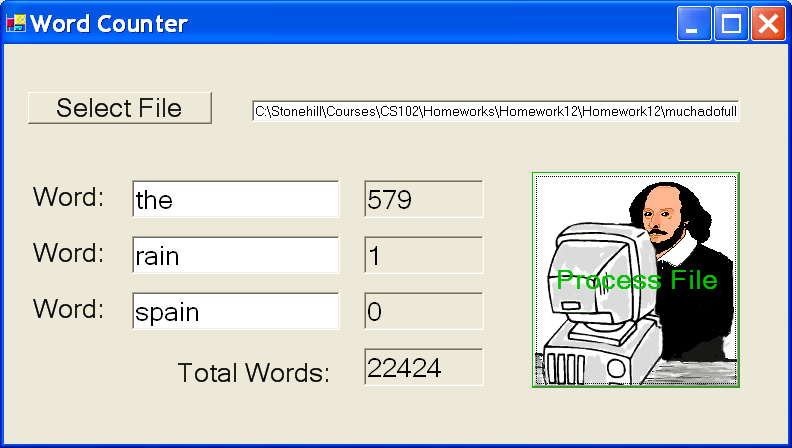 Word Counter
Select File
C:\Stonehill\Courses\CS102\Homeworks\Homework12\Homework12\muchadofull
Word: the 579
Word: rain 1
Process File
Word: spain 0
Total Words: 22424